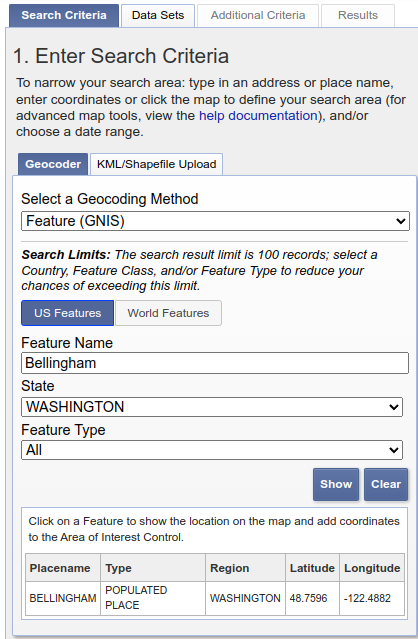 Search Criteria Data Sets Additional Criteria Results
1. Enter Search Criteria
To narrow your search area: type in an address or place name,
enter coordinates or click the map to define your search area (for
advanced map tools, view the help documentation), and/or
choose a date range.
Geocoder KML/Shapefile Upload
Select a Geocoding Method
Feature (GNIS)
Search Limits: The search result limit is 100 records; select a
Country, Feature Class, and/or Feature Type to reduce your
chances of exceeding this limit.
US Features World Features
Feature Name
Bellingham
State
WASHINGTON
Feature Type
All
Show Clear
Click on a Feature to show the location on the map and add coordinates
to the Area of Interest Control.
Placename Type Region Latitude Longitude
BELLINGHAM POPULATED PLACE WASHINGTON 48.7596 -122.4882